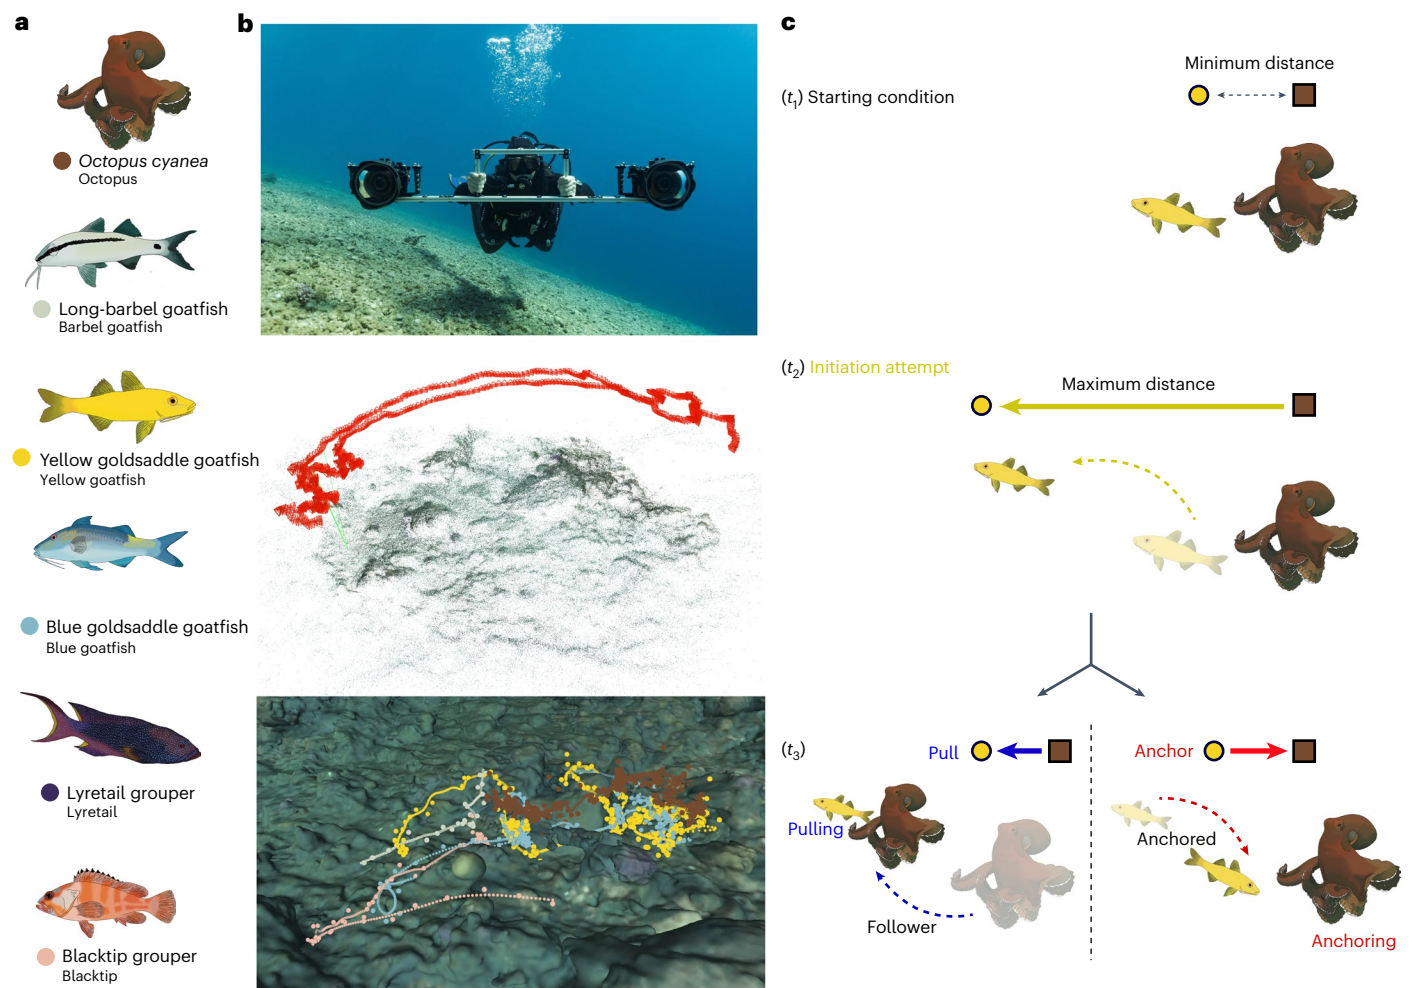 a
Octopus cyanea
Octopus
Long-barbel goatfish
Barbel goatfish
Yellow goldsaddle goatfish
Yellow goatfish
Blue goldsaddle goatfish
Blue goatfish
Lyretail grouper
Lyretail
Blacktip grouper
Blacktip
b
c
Minimum distance
(t1) Starting condition
(t2) Initiation attempt
Maximum distance
(t3)
Pull
Pulling
Follower
Anchor
Anchored
Anchoring